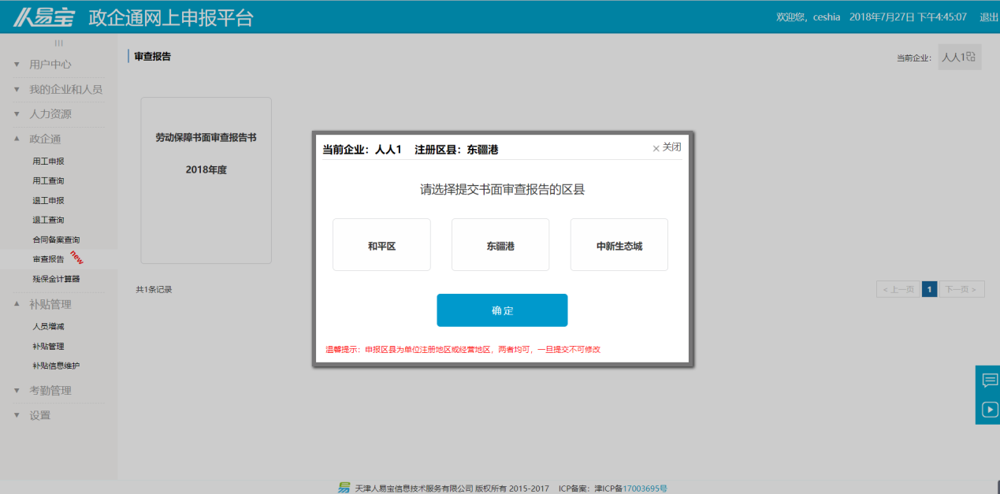 人易宝 政企通网上申报平台
欢迎您，ceshia 2018年7月27日 下午4:45:07 退出
用户中心
我的企业和人员
人力资源
政企通
用工申报
用工查询
退工申报
退工查询
合同备案查询
审查报告 new
残保金计算器
补贴管理
人员增减
补贴管理
补贴信息维护
考勤管理
设置
审查报告
当前企业： 人人1
劳动保障书面审查报告书
2018年度
共1条记录
< 上一页 1 下一页 >
当前企业：人人1 注册区县：东疆港
×关闭
请选择提交书面审查报告的区县
和平区 东疆港 中新生态城
确定
温馨提示：申报区县为单位注册地区或经营地区，两者均可，一旦提交不可修改
天津人易宝信息技术服务有限公司 版权所有 2015-2017 ICP备案：津ICP备17003695号